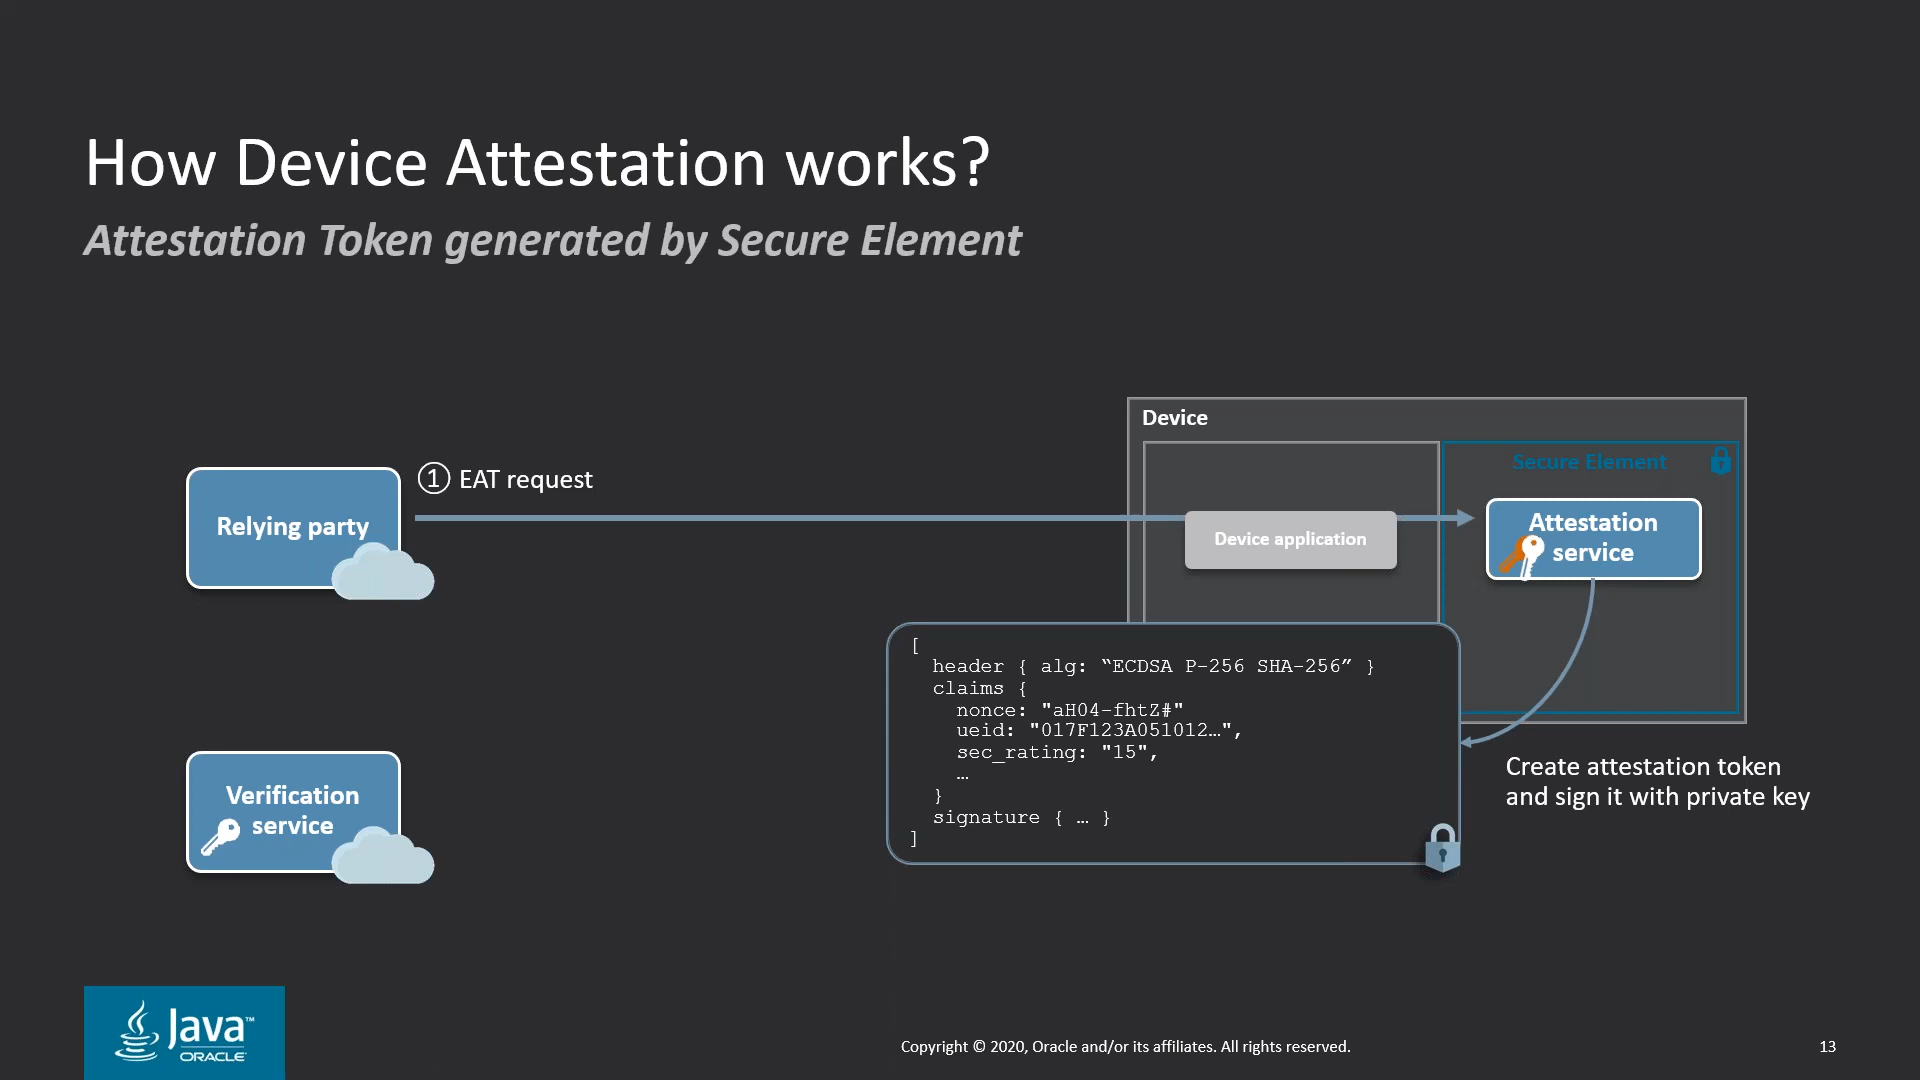 How Device Attestation works?
Attestation Token generated by Secure Element
Device
Secure Element
① EAT request
Relying party
Device application
Attestation
service
[
header { alg: “ECDSA P-256 SHA-256” }
claims {
nonce: "aH04-fhtZ#"
ueid: "017F123A051012…",
sec_rating: "15",
…
}
signature { … }
]
Create attestation token
and sign it with private key
Verification
service
Java™
ORACLE
Copyright © 2020, Oracle and/or its affiliates. All rights reserved.
13